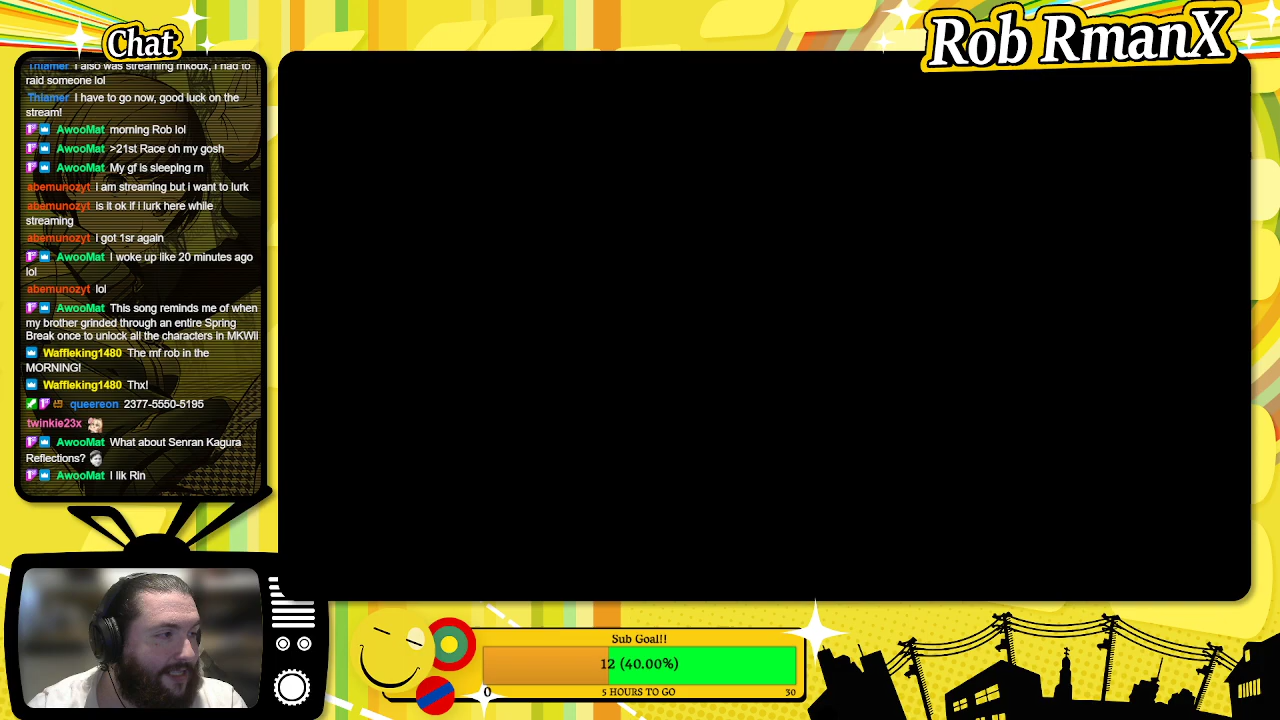 Chat
Rob RmanX
Thlamer I also was streaming mk8dx, I had to
raid someone lol
Thlamer I have to go now, good luck on the
stream!
AwooMat morning Rob lol
AwooMat >21st Race oh my gosh
AwooMat My gf is sleeping rn
abemunozyt i am streaming but i want to lurk
abemunozyt is it ok if I lurk here while
streaming
abemunozyt i got 1sr again
AwooMat I woke up like 20 minutes ago
lol
abemunozyt lol
AwooMat This song reminds me of when
my brother grinded through an entire Spring
Break once to unlock all the characters in MKWii
Waffleking1480 The mf rob in the
MORNING!
Waffleking1480 Thx!
queereon 2377-5550-5195
twinkie23x
AwooMat What about Senran Kagura
Reflections?
AwooMat I lik Rin
Sub Goal!!
12 (40.00%)
0 5 HOURS TO GO 30